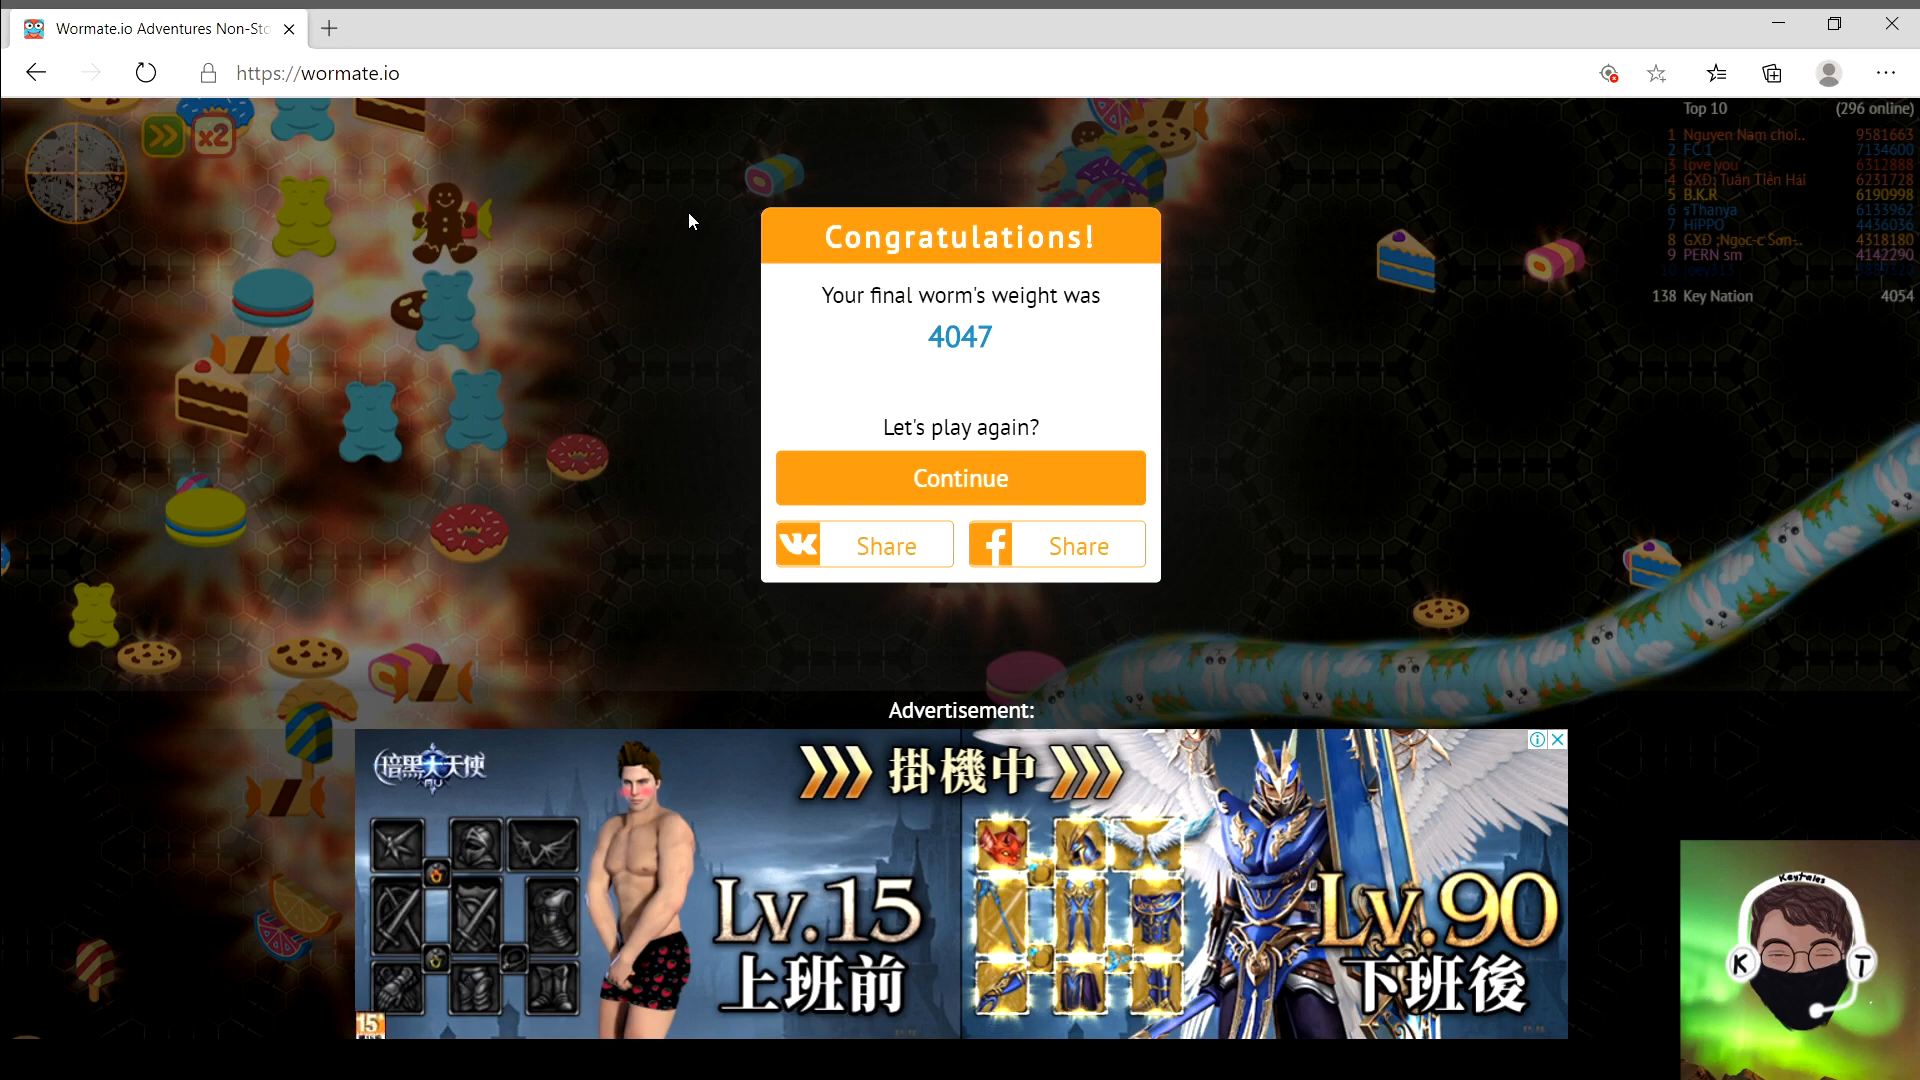 Wormate.io Adventures Non-Sto
https://wormate.io
x2
Top 10 (296 online)
1 Nguyen Nam choi.. 9581663
2 FC 1 7134600
3 love you 6312888
4 GXĐ; Tuấn Tiền Hải 6231728
5 B.K.R 6190998
6 sThanya 6133962
7 HiPPO 4436036
8 GXĐ ;Ngọc-c Sơn-.. 4318180
9 PERN sm 4142290
10
138 Key Nation 4054
Congratulations!
Your final worm's weight was
4047
Let's play again?
Continue
Share
Share
Advertisement:
暗黑大天使
MU
掛機中
Lv.15
上班前
Lv.90
下班後
15+
Keytales
K T